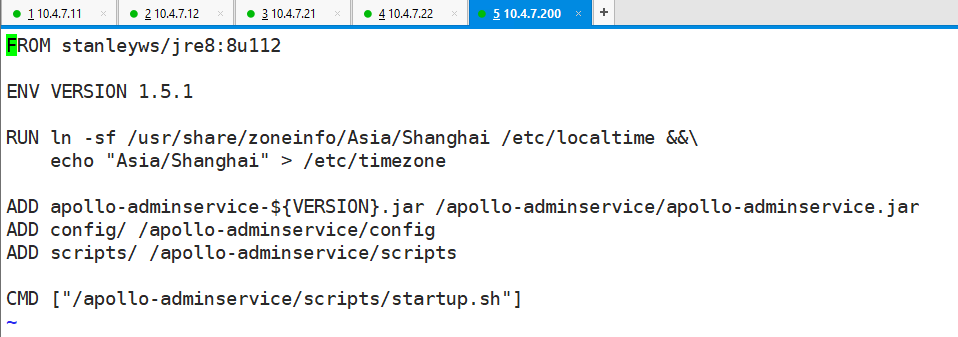 1 10.4.7.11 × 2 10.4.7.12 × 3 10.4.7.21 × 4 10.4.7.22 × 5 10.4.7.200 × +
FROM stanleyws/jre8:8u112
ENV VERSION 1.5.1
RUN ln -sf /usr/share/zoneinfo/Asia/Shanghai /etc/localtime &&\
    echo "Asia/Shanghai" > /etc/timezone
ADD apollo-adminservice-${VERSION}.jar /apollo-adminservice/apollo-adminservice.jar
ADD config/ /apollo-adminservice/config
ADD scripts/ /apollo-adminservice/scripts
CMD ["/apollo-adminservice/scripts/startup.sh"]
~